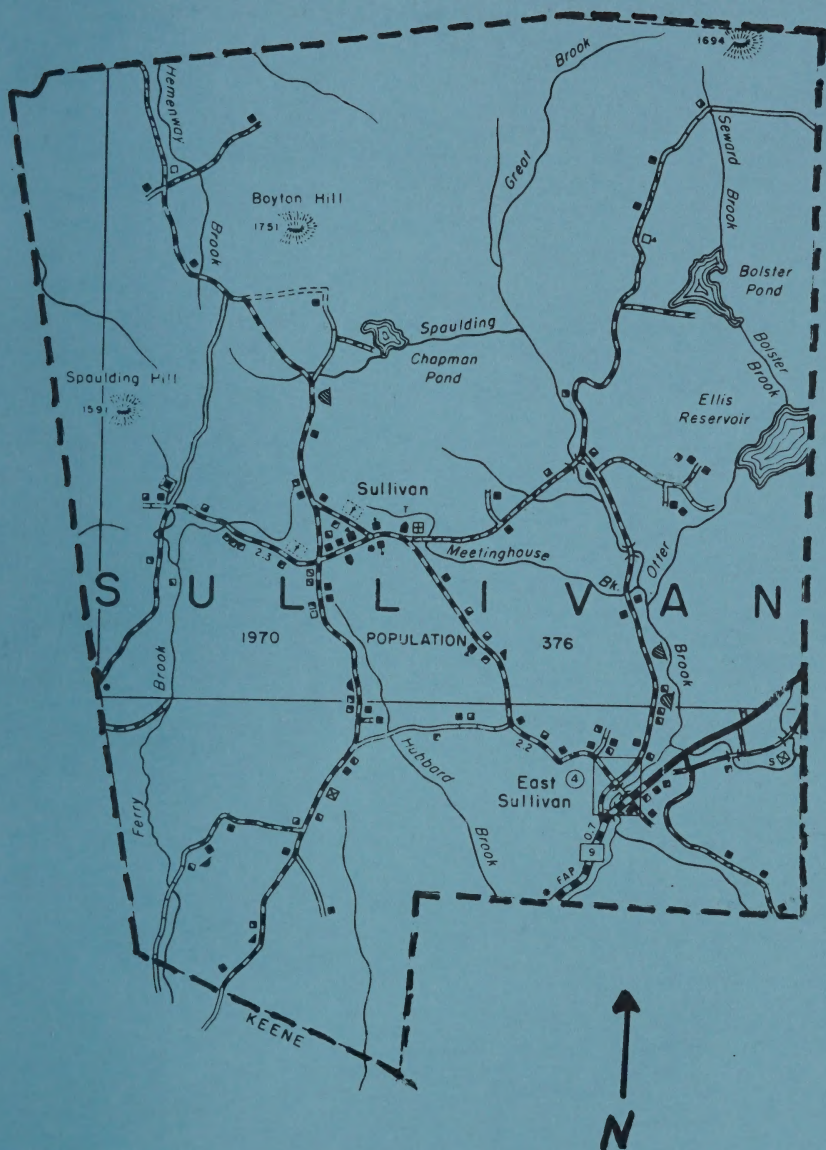 1694
Brook
Hemenway
Great
Seward
Brook
Boyton Hill
1751
Brook
Bolster
Pond
Spaulding
Chapman
Pond
Bolster
Brook
Spaulding Hill
1591
Ellis
Reservoir
Sullivan
T
2.3
Meetinghouse
Bk.
Otter
SULLIVAN
1970 POPULATION 376
Brook
Brook
Hubbard
2.2
East
Sullivan
4
S
Ferry
Brook
0.7
9
FAP
KEENE
N